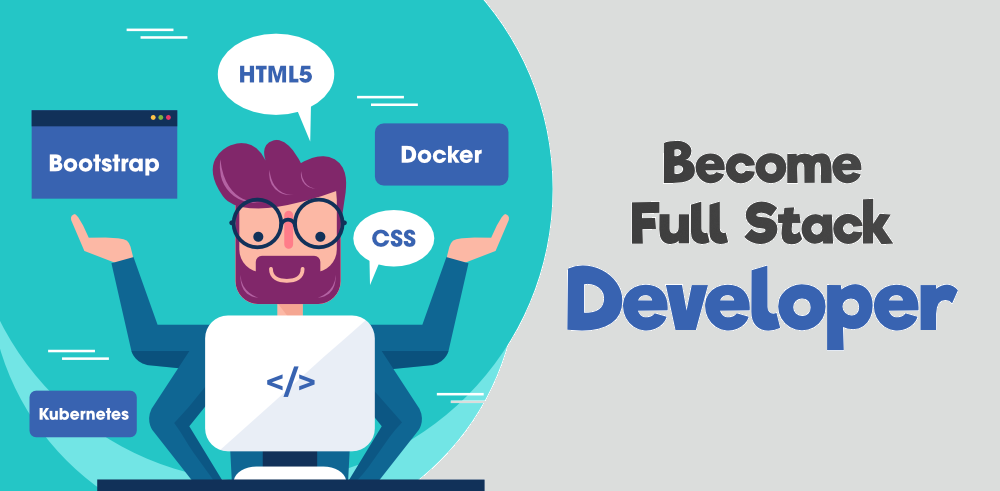 HTML5
Bootstrap
Docker
CSS
</>
Kubernetes
Become
Full Stack
Developer